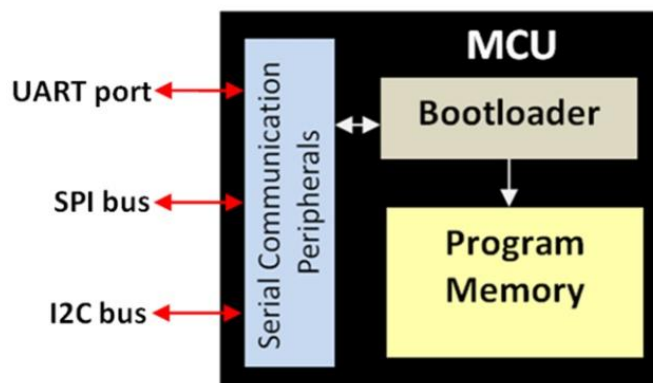 MCU
UART port
SPI bus
I2C bus
Serial Communication
Peripherals
Bootloader
Program
Memory